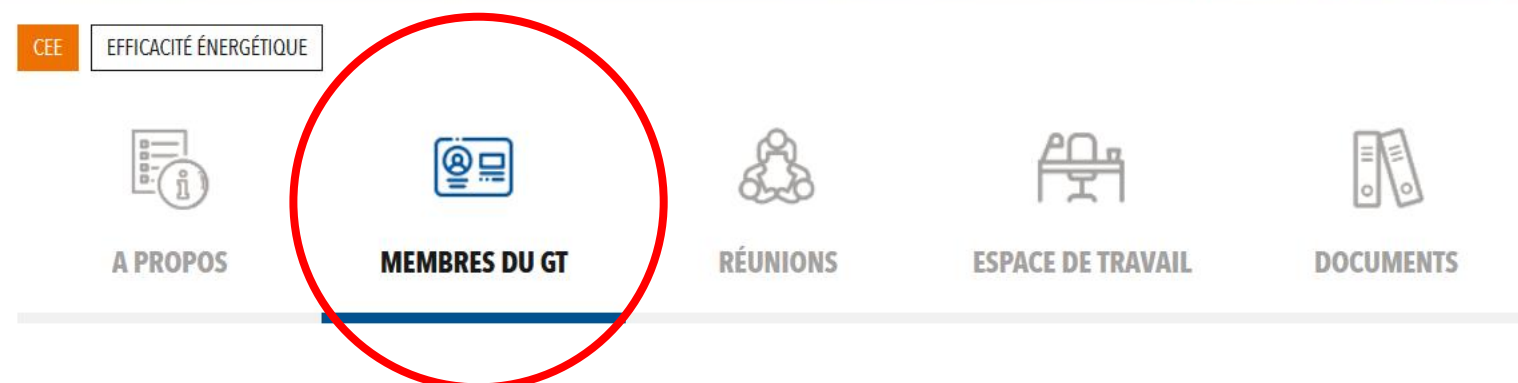 CEE EFFICACITÉ ÉNERGÉTIQUE
A PROPOS MEMBRES DU GT RÉUNIONS ESPACE DE TRAVAIL DOCUMENTS